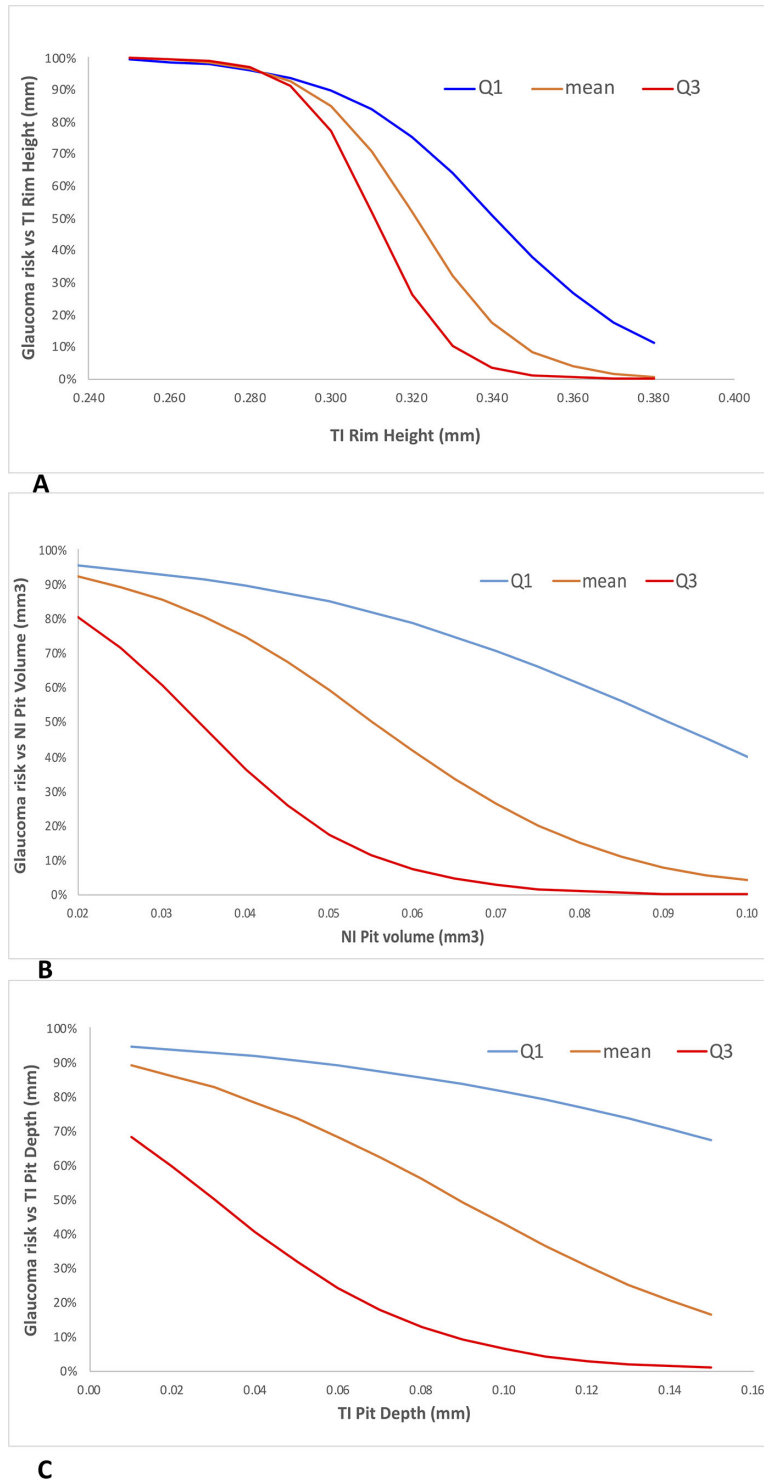 Glaucoma risk vs TI Rim Height (mm)
100%
90%
80%
70%
60%
50%
40%
30%
20%
10%
0%
Q1 mean Q3
0.240 0.260 0.280 0.300 0.320 0.340 0.360 0.380 0.400
TI Rim Height (mm)
A
Glaucoma risk vs NI Pit Volume (mm3)
100%
90%
80%
70%
60%
50%
40%
30%
20%
10%
0%
Q1 mean Q3
0.02 0.03 0.04 0.05 0.06 0.07 0.08 0.09 0.10
NI Pit volume (mm3)
B
Glaucoma risk vs TI Pit Depth (mm)
100%
90%
80%
70%
60%
50%
40%
30%
20%
10%
0%
Q1 mean Q3
0.00 0.02 0.04 0.06 0.08 0.10 0.12 0.14 0.16
TI Pit Depth (mm)
C